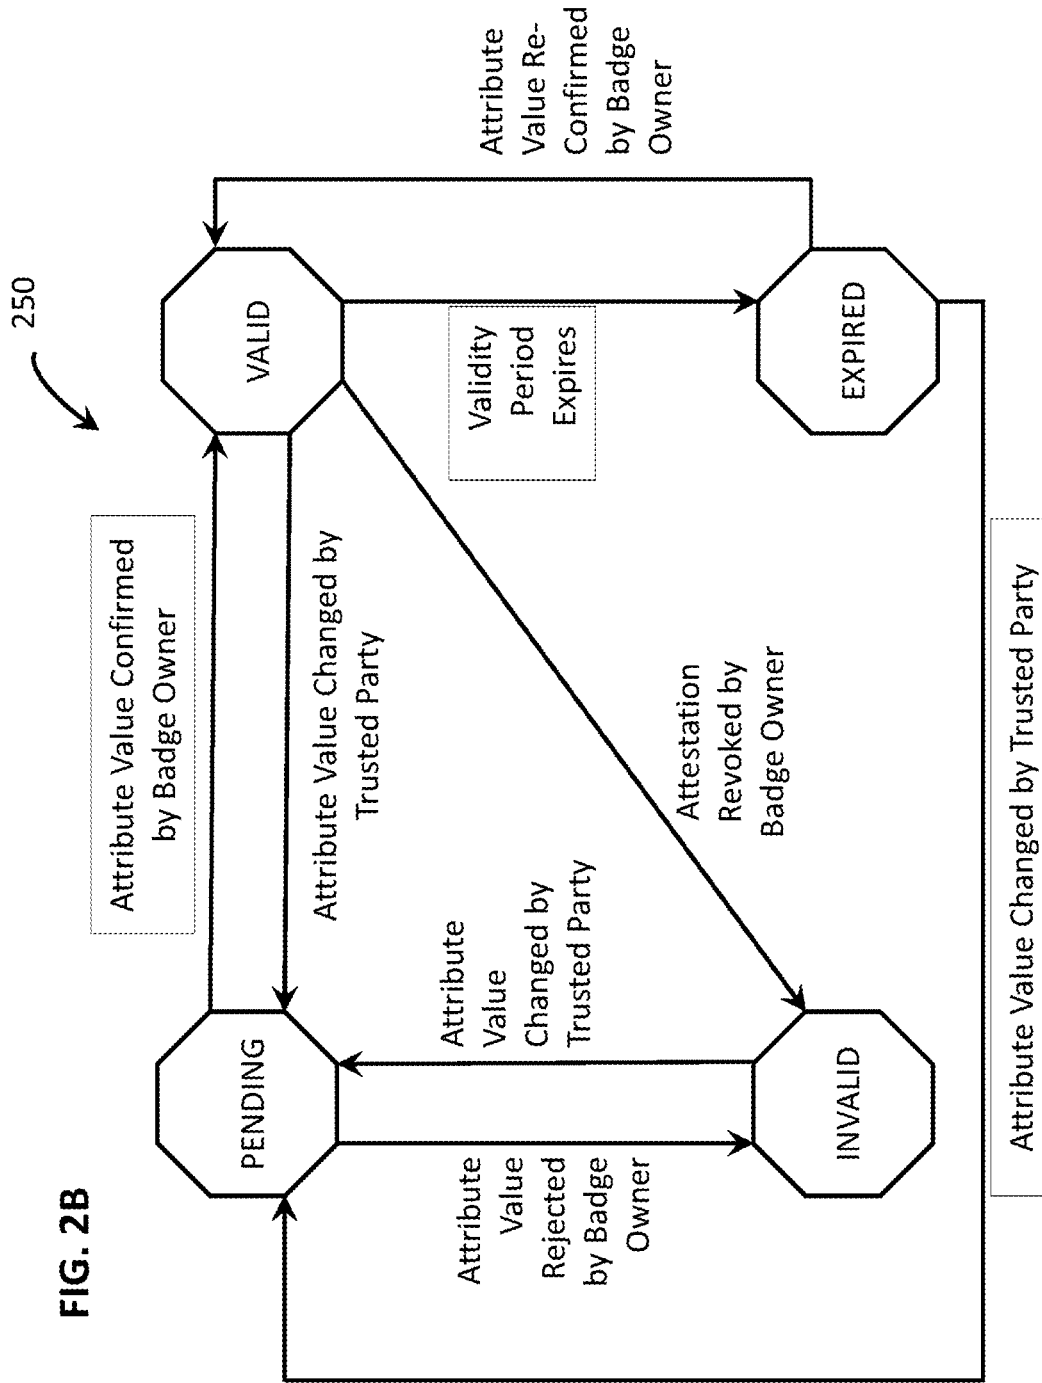 FIG. 2B
250
Attribute Value Confirmed
by Badge Owner
PENDING
VALID
Attribute Value Changed by
Trusted Party
Attribute
Value
Rejected
by Badge
Owner
Attribute
Value
Changed by
Trusted Party
Attestation
Revoked by
Badge Owner
Validity
Period
Expires
Attribute
Value Re-
Confirmed
by Badge
Owner
INVALID
EXPIRED
Attribute Value Changed by Trusted Party